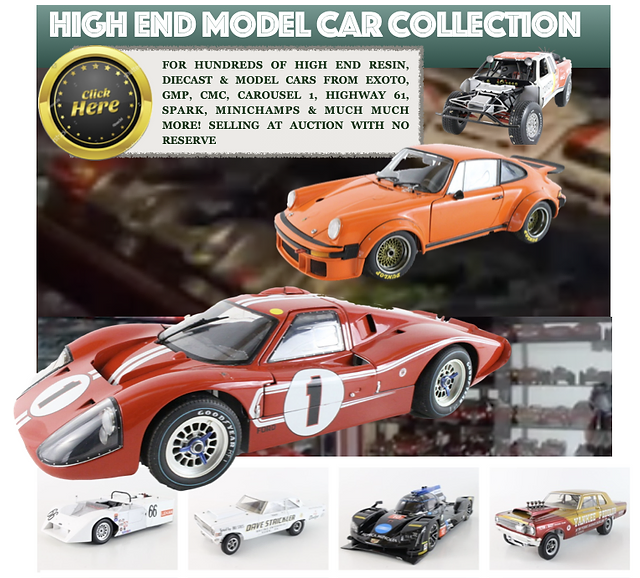 HIGH END MODEL CAR COLLECTION
Click
Here
FOR HUNDREDS OF HIGH END RESIN,
DIECAST & MODEL CARS FROM EXOTO,
GMP, CMC, CAROUSEL 1, HIGHWAY 61,
SPARK, MINICHAMPS & MUCH MUCH
MORE! SELLING AT AUCTION WITH NO
RESERVE
DUNLOP
1
1
GOODYEAR
66
DAVE STRICKLER